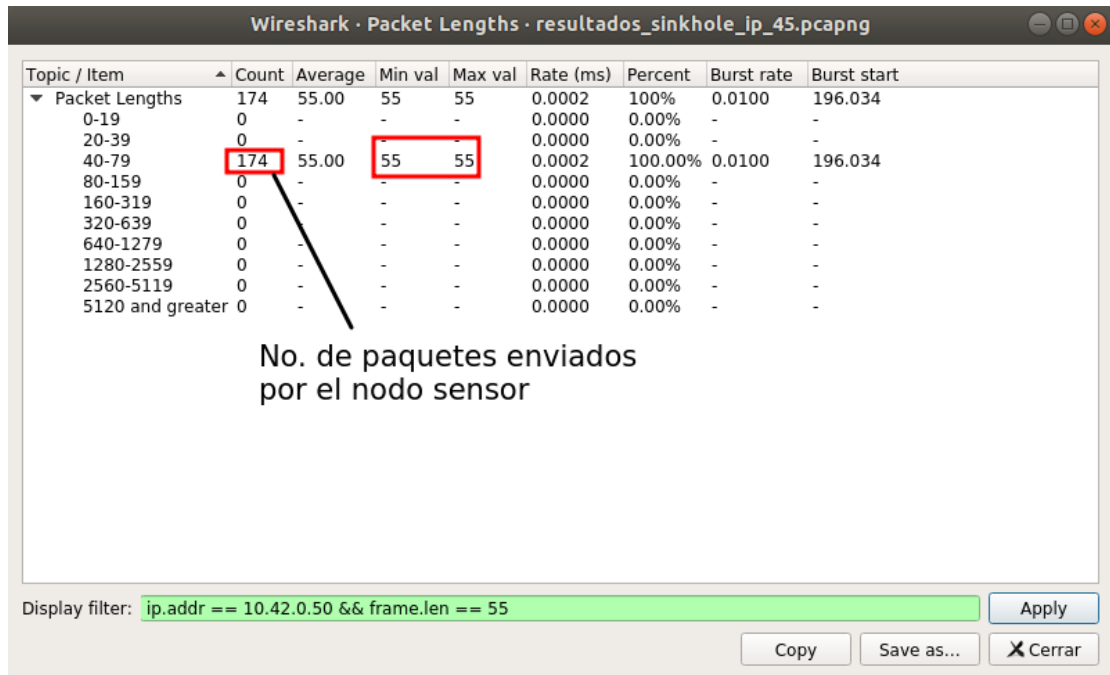 Wireshark · Packet Lengths · resultados_sinkhole_ip_45.pcapng
Topic / Item Count Average Min val Max val Rate (ms) Percent Burst rate Burst start
Packet Lengths 174 55.00 55 55 0.0002 100% 0.0100 196.034
0-19 0 - - - 0.0000 0.00% - -
20-39 0 - - - 0.0000 0.00% - -
40-79 174 55.00 55 55 0.0002 100.00% 0.0100 196.034
80-159 0 - - - 0.0000 0.00% - -
160-319 0 - - - 0.0000 0.00% - -
320-639 0 - - - 0.0000 0.00% - -
640-1279 0 - - - 0.0000 0.00% - -
1280-2559 0 - - - 0.0000 0.00% - -
2560-5119 0 - - - 0.0000 0.00% - -
5120 and greater 0 - - - 0.0000 0.00% - -
No. de paquetes enviados
por el nodo sensor
Display filter: ip.addr == 10.42.0.50 && frame.len == 55 Apply
Copy Save as... Cerrar